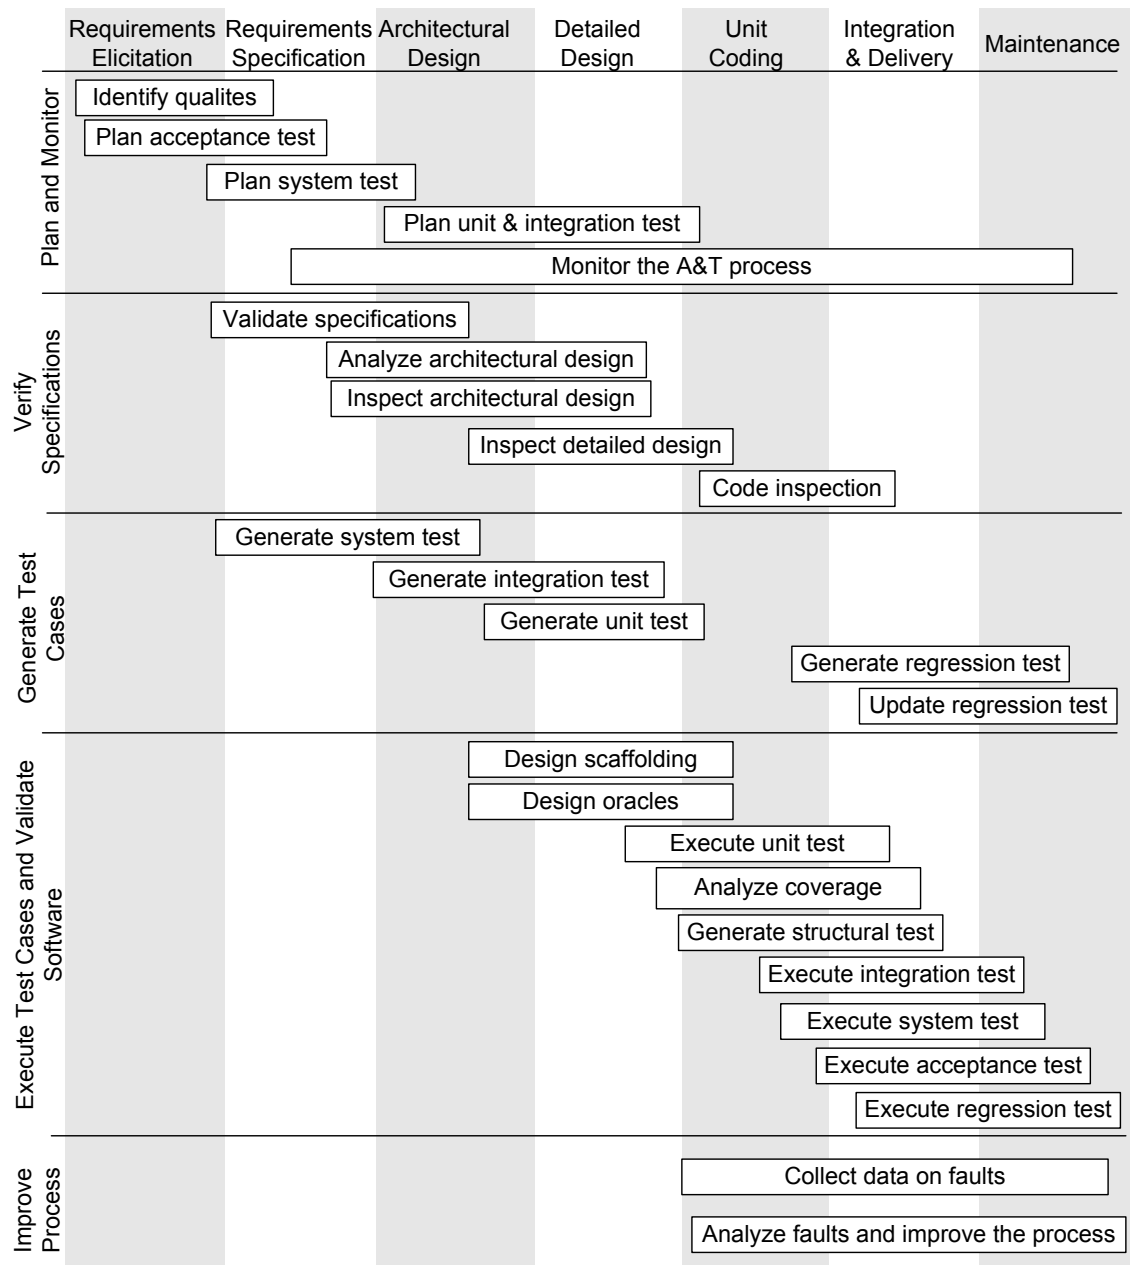 Requirements Elicitation
Requirements Specification
Architectural Design
Detailed Design
Unit Coding
Integration & Delivery
Maintenance
Plan and Monitor
Identify qualites
Plan acceptance test
Plan system test
Plan unit & integration test
Monitor the A&T process
Verify Specifications
Validate specifications
Analyze architectural design
Inspect architectural design
Inspect detailed design
Code inspection
Generate Test Cases
Generate system test
Generate integration test
Generate unit test
Generate regression test
Update regression test
Execute Test Cases and Validate Software
Design scaffolding
Design oracles
Execute unit test
Analyze coverage
Generate structural test
Execute integration test
Execute system test
Execute acceptance test
Execute regression test
Improve Process
Collect data on faults
Analyze faults and improve the process